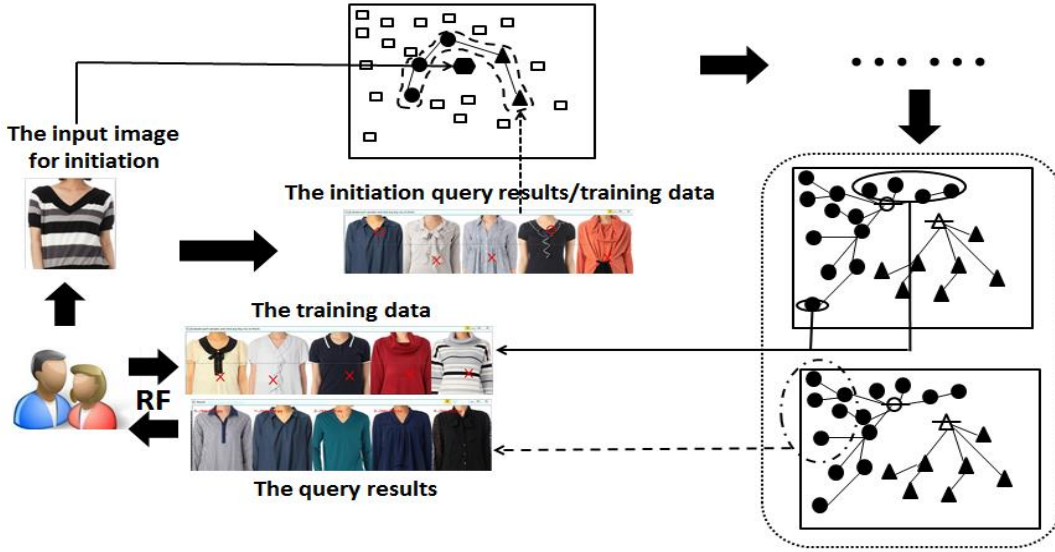 The input image
for initiation
The initiation query results/training data
The training data
RF
The query results